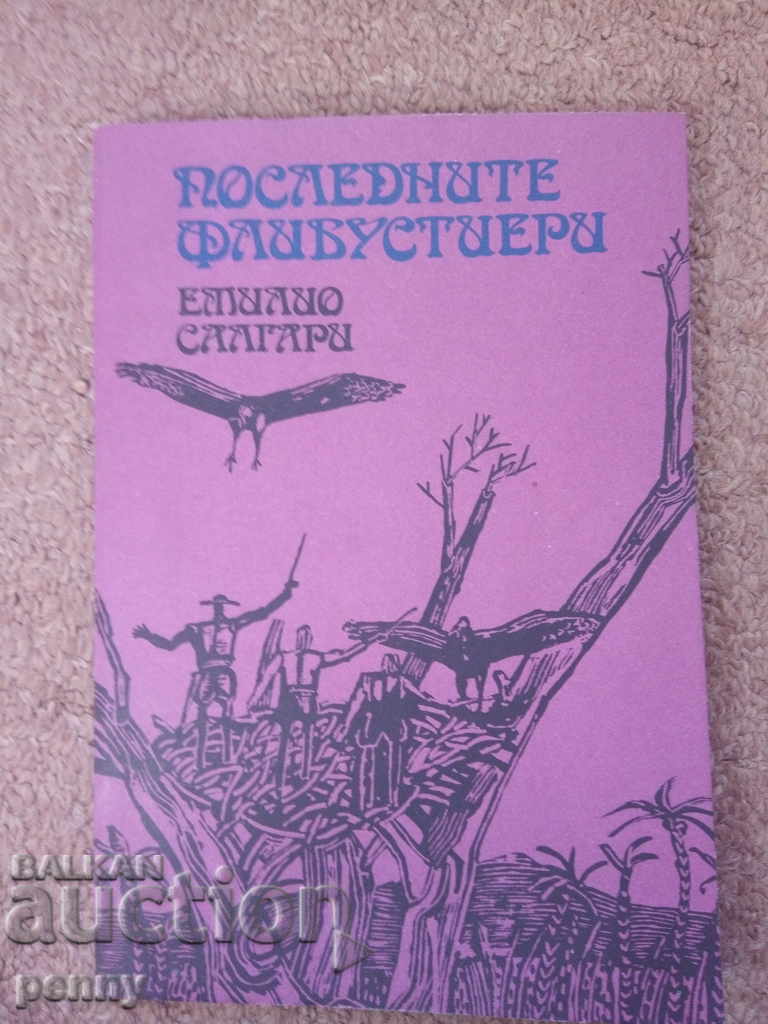 ПОСЛЕДНИТЕ
ФЛИБУСТИЕРИ
ЕМИЛИО
САЛГАРИ
BALKAN
auction
penny